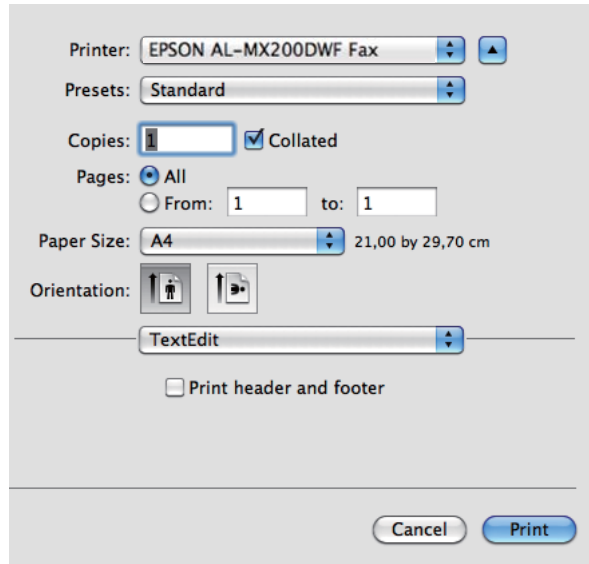 Printer: EPSON AL-MX200DWF Fax
Presets: Standard
Copies: 1 Collated
Pages: All
From: 1 to: 1
Paper Size: A4 21,00 by 29,70 cm
Orientation:
TextEdit
Print header and footer
Cancel Print